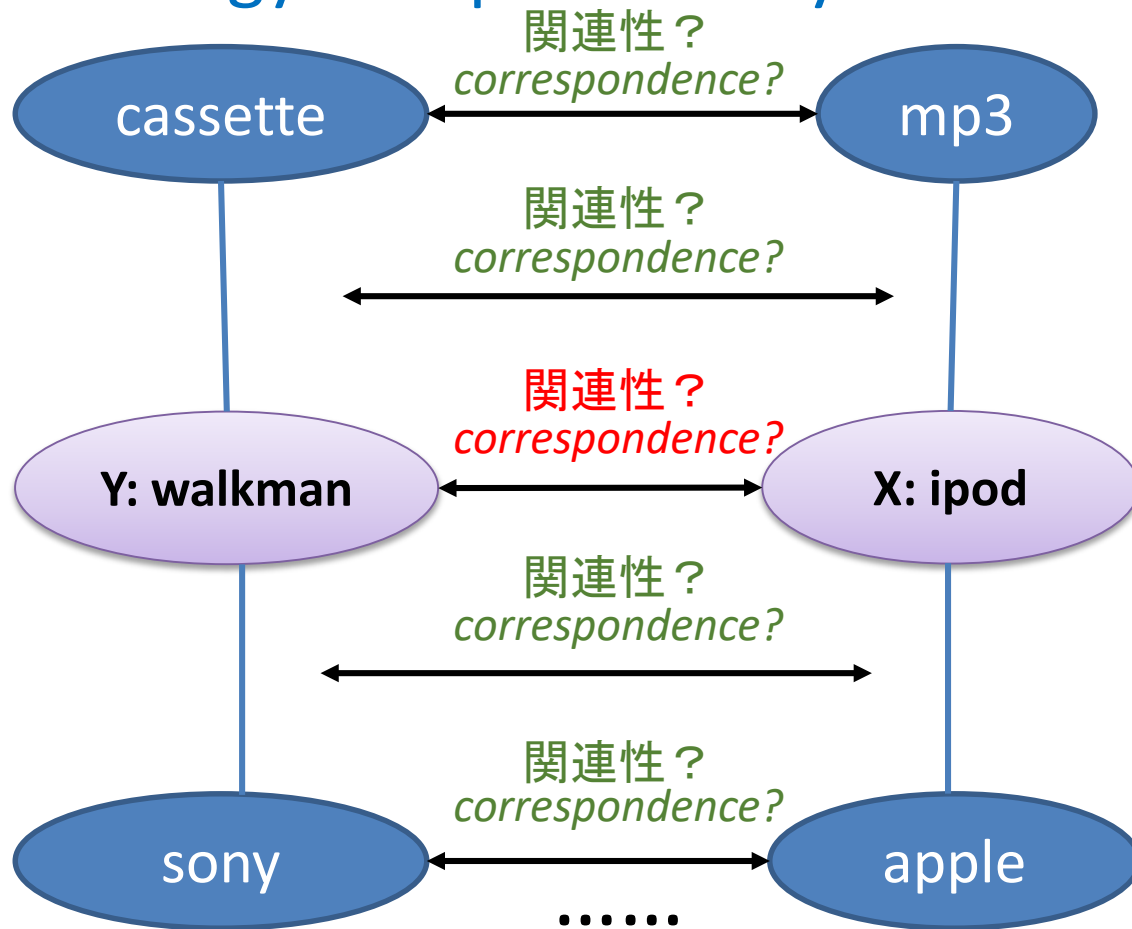 関連性？
correspondence?
cassette
mp3
関連性？
correspondence?
関連性？
correspondence?
Y: walkman
X: ipod
関連性？
correspondence?
関連性？
correspondence?
sony
apple
......